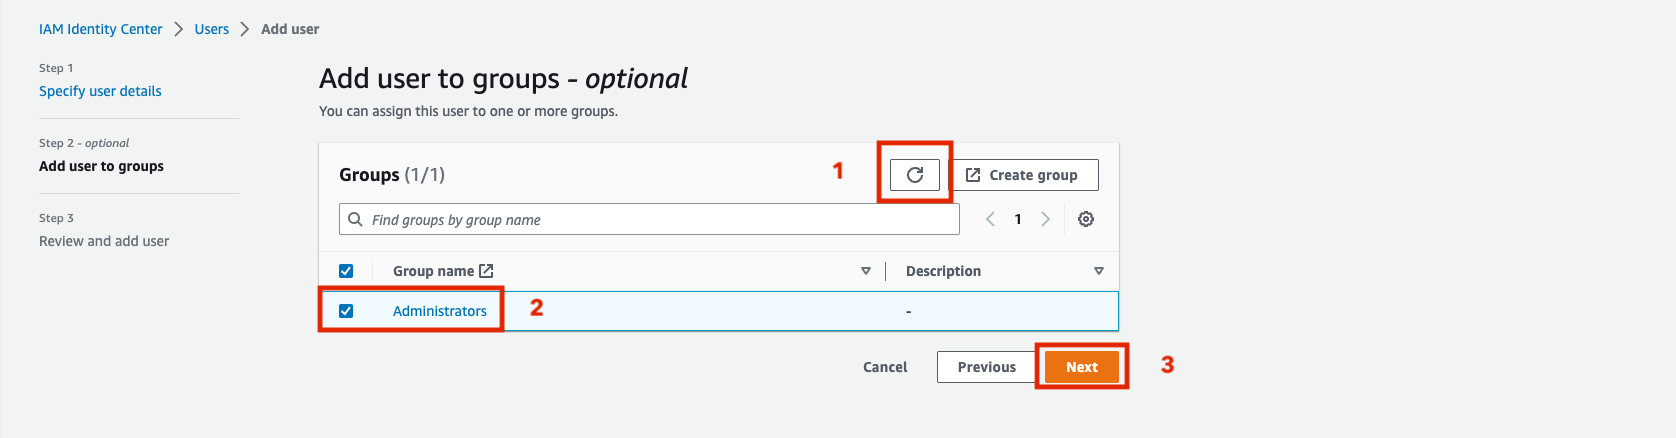 IAM Identity Center > Users > Add user
Step 1
Specify user details
Step 2 - optional
Add user to groups
Step 3
Review and add user
Add user to groups - optional
You can assign this user to one or more groups.
Groups (1/1)
1
Create group
Find groups by group name
1
Group name
Description
Administrators
-
2
Cancel
Previous
Next
3